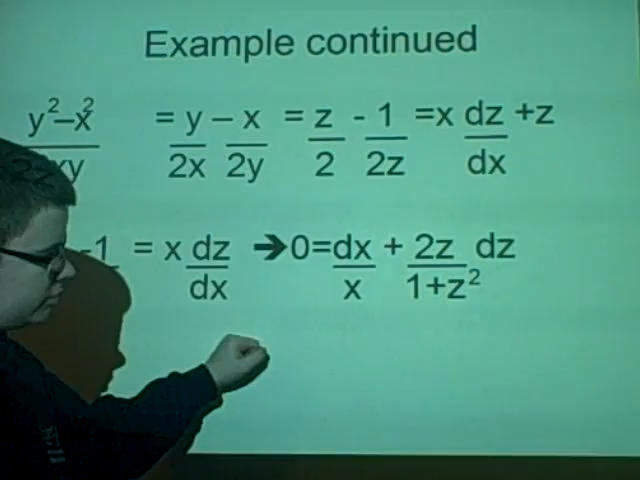 Example continued
y²–x² = y – x = z - 1 =x dz +z
2xy 2x 2y 2 2z dx
-1 = x dz ➔0=dx + 2z dz
dx x 1+z²